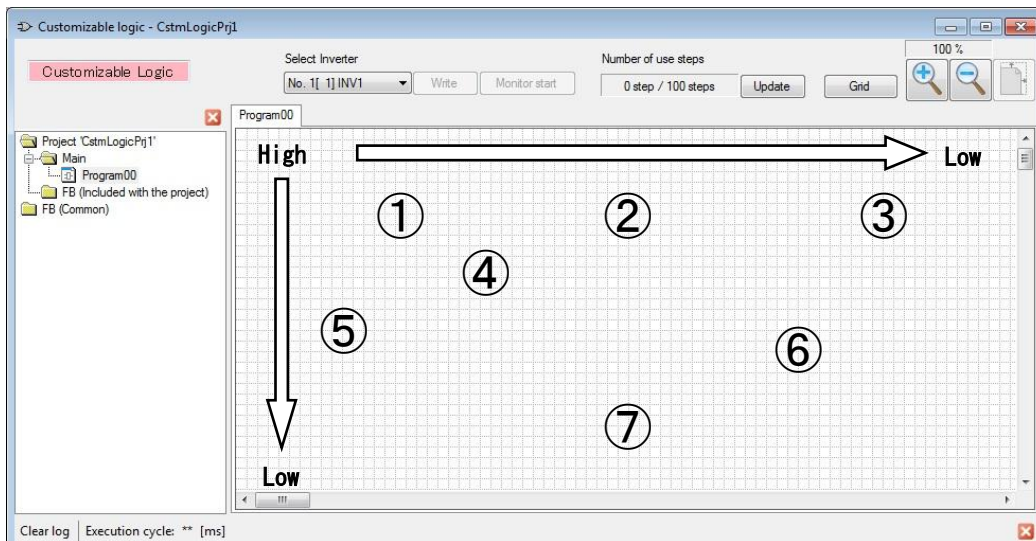 Customizable logic - CstmLogicPrj1
Customizable Logic
Select Inverter
No. 1[ 1] INV1
Write
Monitor start
Number of use steps
0 step / 100 steps
Update
Grid
100 %
Project 'CstmLogicPrj1'
Main
Program00
FB (Included with the project)
FB (Common)
Program00
High
Low
①
②
③
④
⑤
⑥
⑦
Low
Clear log
Execution cycle: ** [ms]